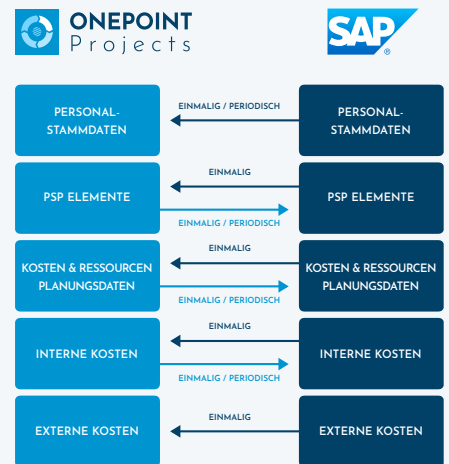 ONEPOINT
Projects
SAP
®
EINMALIG / PERIODISCH
PERSONAL-
STAMMDATEN
PERSONAL-
STAMMDATEN
EINMALIG
PSP ELEMENTE
PSP ELEMENTE
EINMALIG / PERIODISCH
EINMALIG
KOSTEN & RESSOURCEN
PLANUNGSDATEN
KOSTEN & RESSOURCEN
PLANUNGSDATEN
EINMALIG / PERIODISCH
EINMALIG
INTERNE KOSTEN
INTERNE KOSTEN
EINMALIG / PERIODISCH
EINMALIG
EXTERNE KOSTEN
EXTERNE KOSTEN